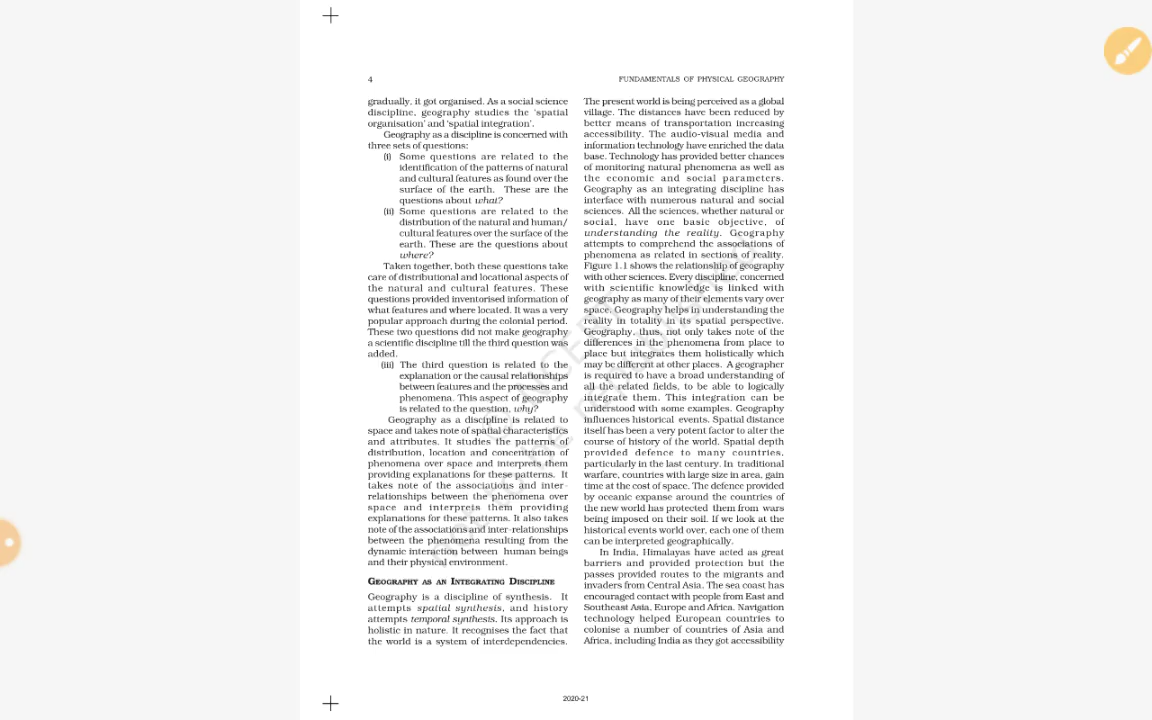 4
FUNDAMENTALS OF PHYSICAL GEOGRAPHY
gradually, it got organised. As a social science
discipline, geography studies the 'spatial
organisation' and 'spatial integration'.
Geography as a discipline is concerned with
three sets of questions:
(i) Some questions are related to the
identification of the patterns of natural
and cultural features as found over the
surface of the earth. These are the
questions about what?
(ii) Some questions are related to the
distribution of the natural and human/
cultural features over the surface of the
earth. These are the questions about
where?
Taken together, both these questions take
care of distributional and locational aspects of
the natural and cultural features. These
questions provided inventorised information of
what features and where located. It was a very
popular approach during the colonial period.
These two questions did not make geography
a scientific discipline till the third question was
added.
(iii) The third question is related to the
explanation or the causal relationships
between features and the processes and
phenomena. This aspect of geography
is related to the question, why?
Geography as a discipline is related to
space and takes note of spatial characteristics
and attributes. It studies the patterns of
distribution, location and concentration of
phenomena over space and interprets them
providing explanations for these patterns. It
takes note of the associations and inter-
relationships between the phenomena over
space and interprets them providing
explanations for these patterns. It also takes
note of the associations and inter-relationships
between the phenomena resulting from the
dynamic interaction between human beings
and their physical environment.
GEOGRAPHY AS AN INTEGRATING DISCIPLINE
Geography is a discipline of synthesis. It
attempts spatial synthesis, and history
attempts temporal synthesis. Its approach is
holistic in nature. It recognises the fact that
the world is a system of interdependencies.
The present world is being perceived as a global
village. The distances have been reduced by
better means of transportation increasing
accessibility. The audio-visual media and
information technology have enriched the data
base. Technology has provided better chances
of monitoring natural phenomena as well as
the economic and social parameters.
Geography as an integrating discipline has
interface with numerous natural and social
sciences. All the sciences, whether natural or
social, have one basic objective, of
understanding the reality. Geography
attempts to comprehend the associations of
phenomena as related in sections of reality.
Figure 1.1 shows the relationship of geography
with other sciences. Every discipline, concerned
with scientific knowledge is linked with
geography as many of their elements vary over
space. Geography helps in understanding the
reality in totality in its spatial perspective.
Geography, thus, not only takes note of the
differences in the phenomena from place to
place but integrates them holistically which
may be different at other places. A geographer
is required to have a broad understanding of
all the related fields, to be able to logically
integrate them. This integration can be
understood with some examples. Geography
influences historical events. Spatial distance
itself has been a very potent factor to alter the
course of history of the world. Spatial depth
provided defence to many countries,
particularly in the last century. In traditional
warfare, countries with large size in area, gain
time at the cost of space. The defence provided
by oceanic expanse around the countries of
the new world has protected them from wars
being imposed on their soil. If we look at the
historical events world over, each one of them
can be interpreted geographically.
In India, Himalayas have acted as great
barriers and provided protection but the
passes provided routes to the migrants and
invaders from Central Asia. The sea coast has
encouraged contact with people from East and
Southeast Asia, Europe and Africa. Navigation
technology helped European countries to
colonise a number of countries of Asia and
Africa, including India as they got accessibility
2020-21